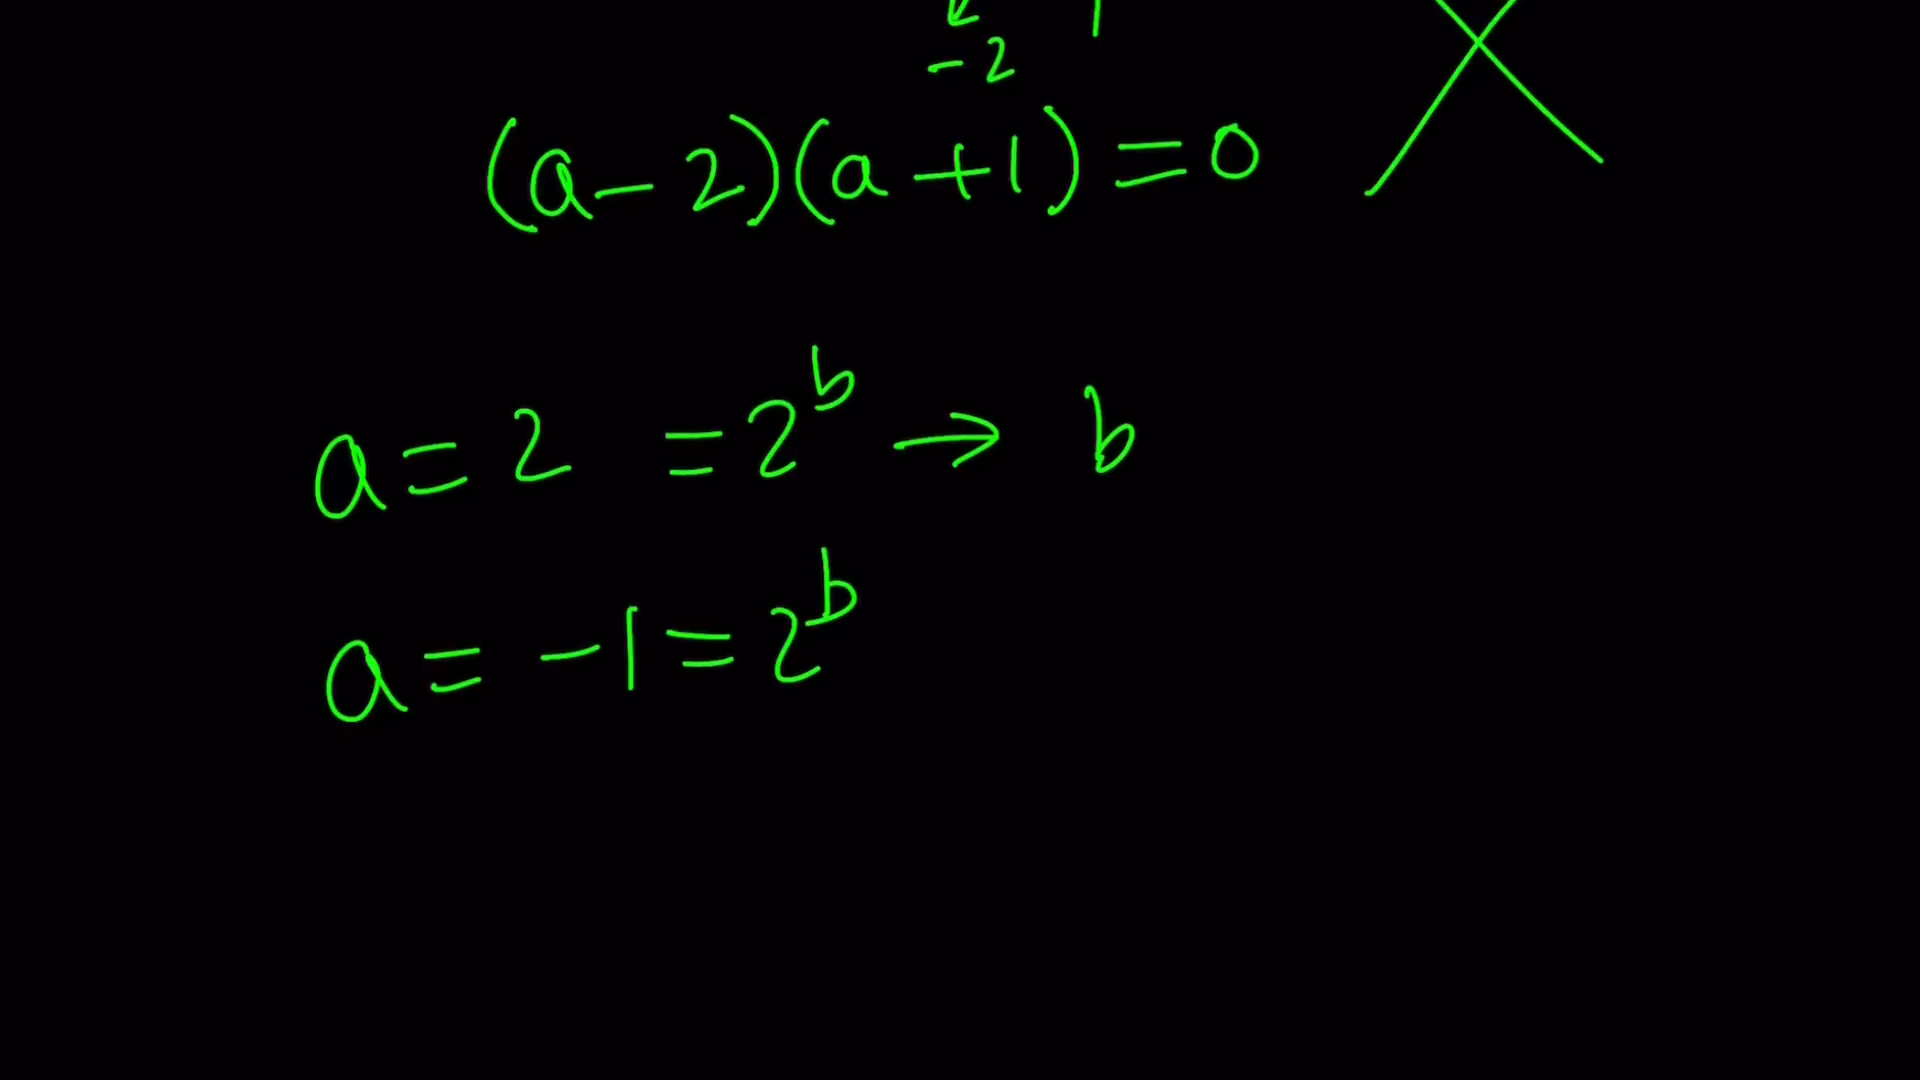 -2
(a-2)(a+1)=0
a=2 =2^b → b
a=-1=2^b